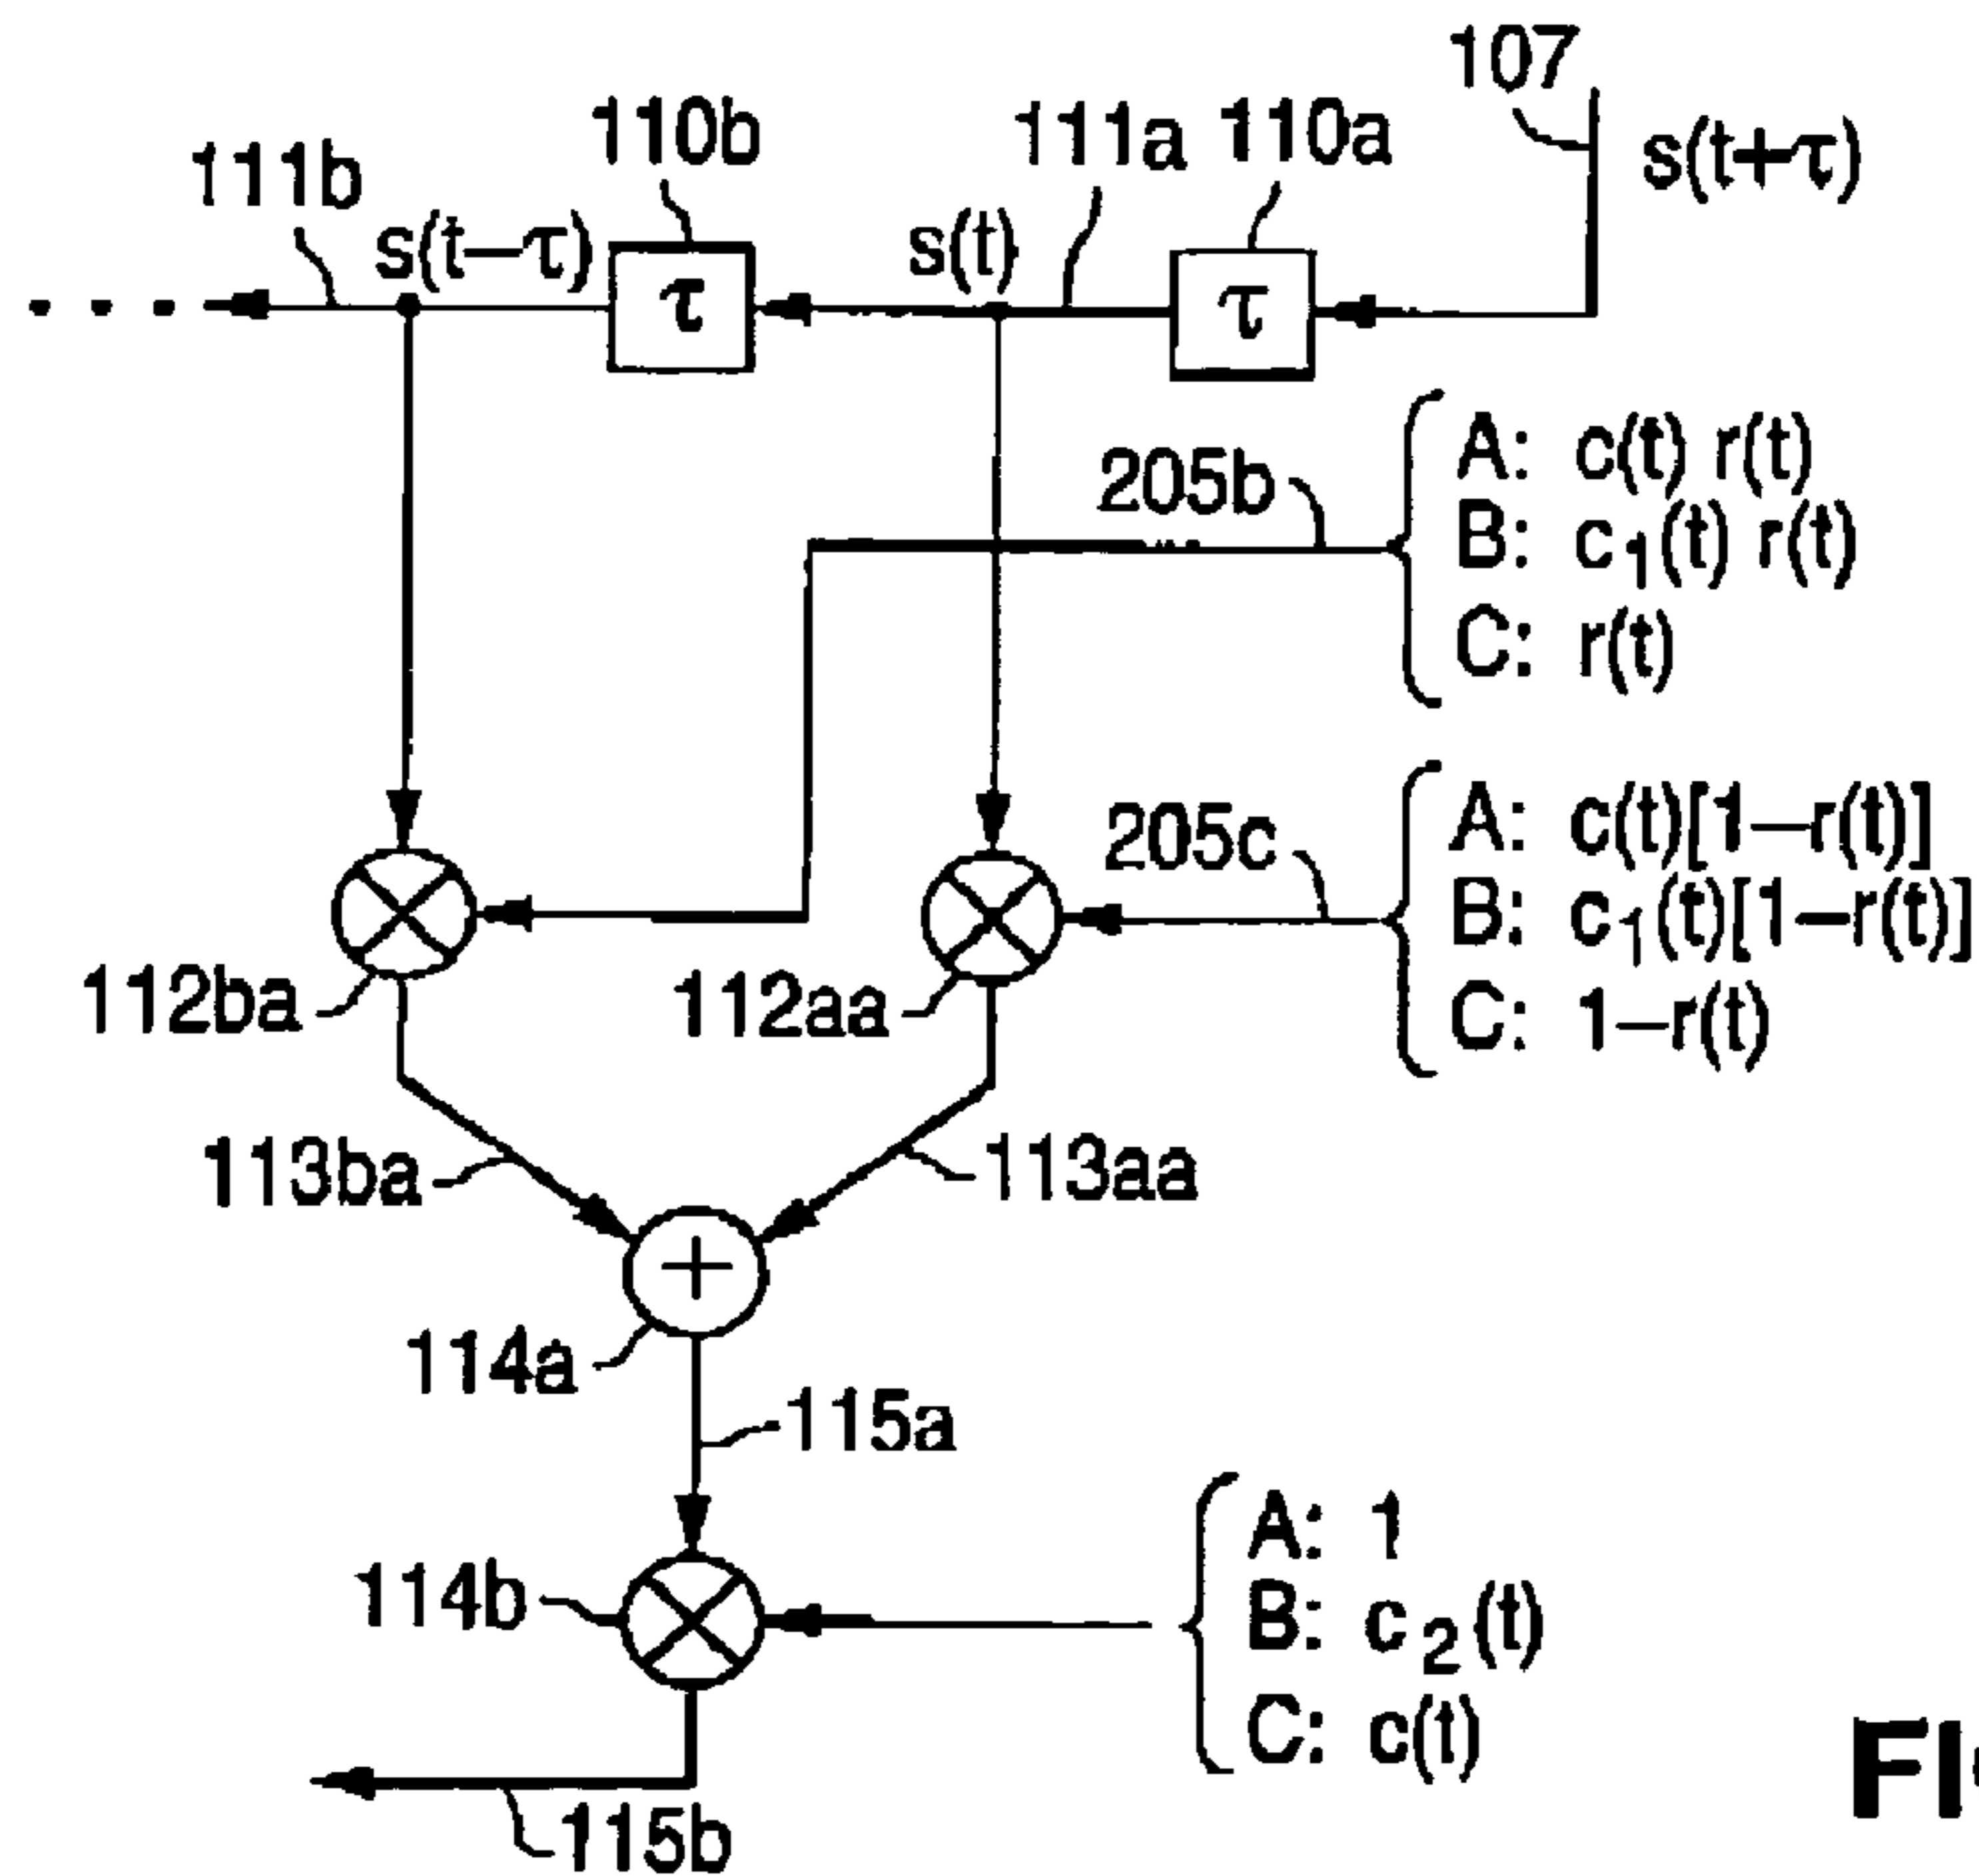 107
110b
111a
110a
s(t+τ)
111b
s(t—τ)
s(t)
τ
τ
205b
A: c(t) r(t)
B: c1(t) r(t)
C: r(t)
205c
A: c(t)[1—r(t)]
B: c1(t)[1—r(t)]
C: 1—r(t)
112ba
112aa
113ba
113aa
+
114a
115a
114b
A: 1
B: c2(t)
C: c(t)
115b